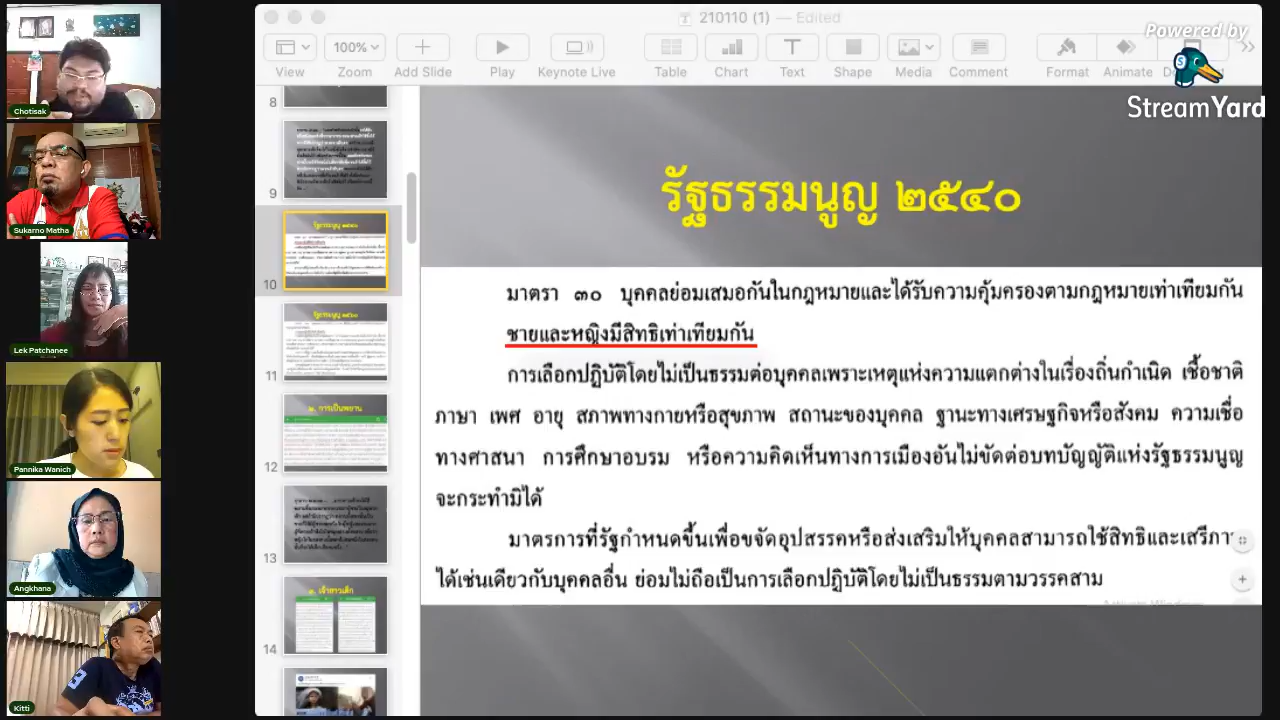 210110 (1) — Edited
View
100%
Zoom
Add Slide
Play
Keynote Live
Table
Chart
Text
Shape
Media
Comment
Format
Animate
Powered by
StreamYard
Chotisak
Sukarno Matha
Lek Patchanee
Pannika Wanich
Angkhana
Kitti
8
9
10
11
12
13
14
รัฐธรรมนูญ ๒๕๔๐
๒. การเป็นพยาน
รัฐธรรมนูญ ๒๕๔๐
มาตรา ๓๐ บุคคลย่อมเสมอกันในกฎหมายและได้รับความคุ้มครองตามกฎหมายเท่าเทียมกัน
ชายและหญิงมีสิทธิเท่าเทียมกัน
การเลือกปฏิบัติโดยไม่เป็นธรรมต่อบุคคลเพราะเหตุแห่งความแตกต่างในเรื่องถิ่นกำเนิด เชื้อชาติ
ภาษา เพศ อายุ สภาพทางกายหรือสุขภาพ สถานะของบุคคล ฐานะทางเศรษฐกิจหรือสังคม ความเชื่อ
ทางศาสนา การศึกษาอบรม หรือความคิดเห็นทางการเมืองอันไม่ขัดต่อบทบัญญัติแห่งรัฐธรรมนูญ
จะกระทำมิได้
มาตรการที่รัฐกำหนดขึ้นเพื่อขจัดอุปสรรคหรือส่งเสริมให้บุคคลสามารถใช้สิทธิและเสรีภา
ได้เช่นเดียวกับบุคคลอื่น ย่อมไม่ถือเป็นการเลือกปฏิบัติโดยไม่เป็นธรรมตามวรรคสาม